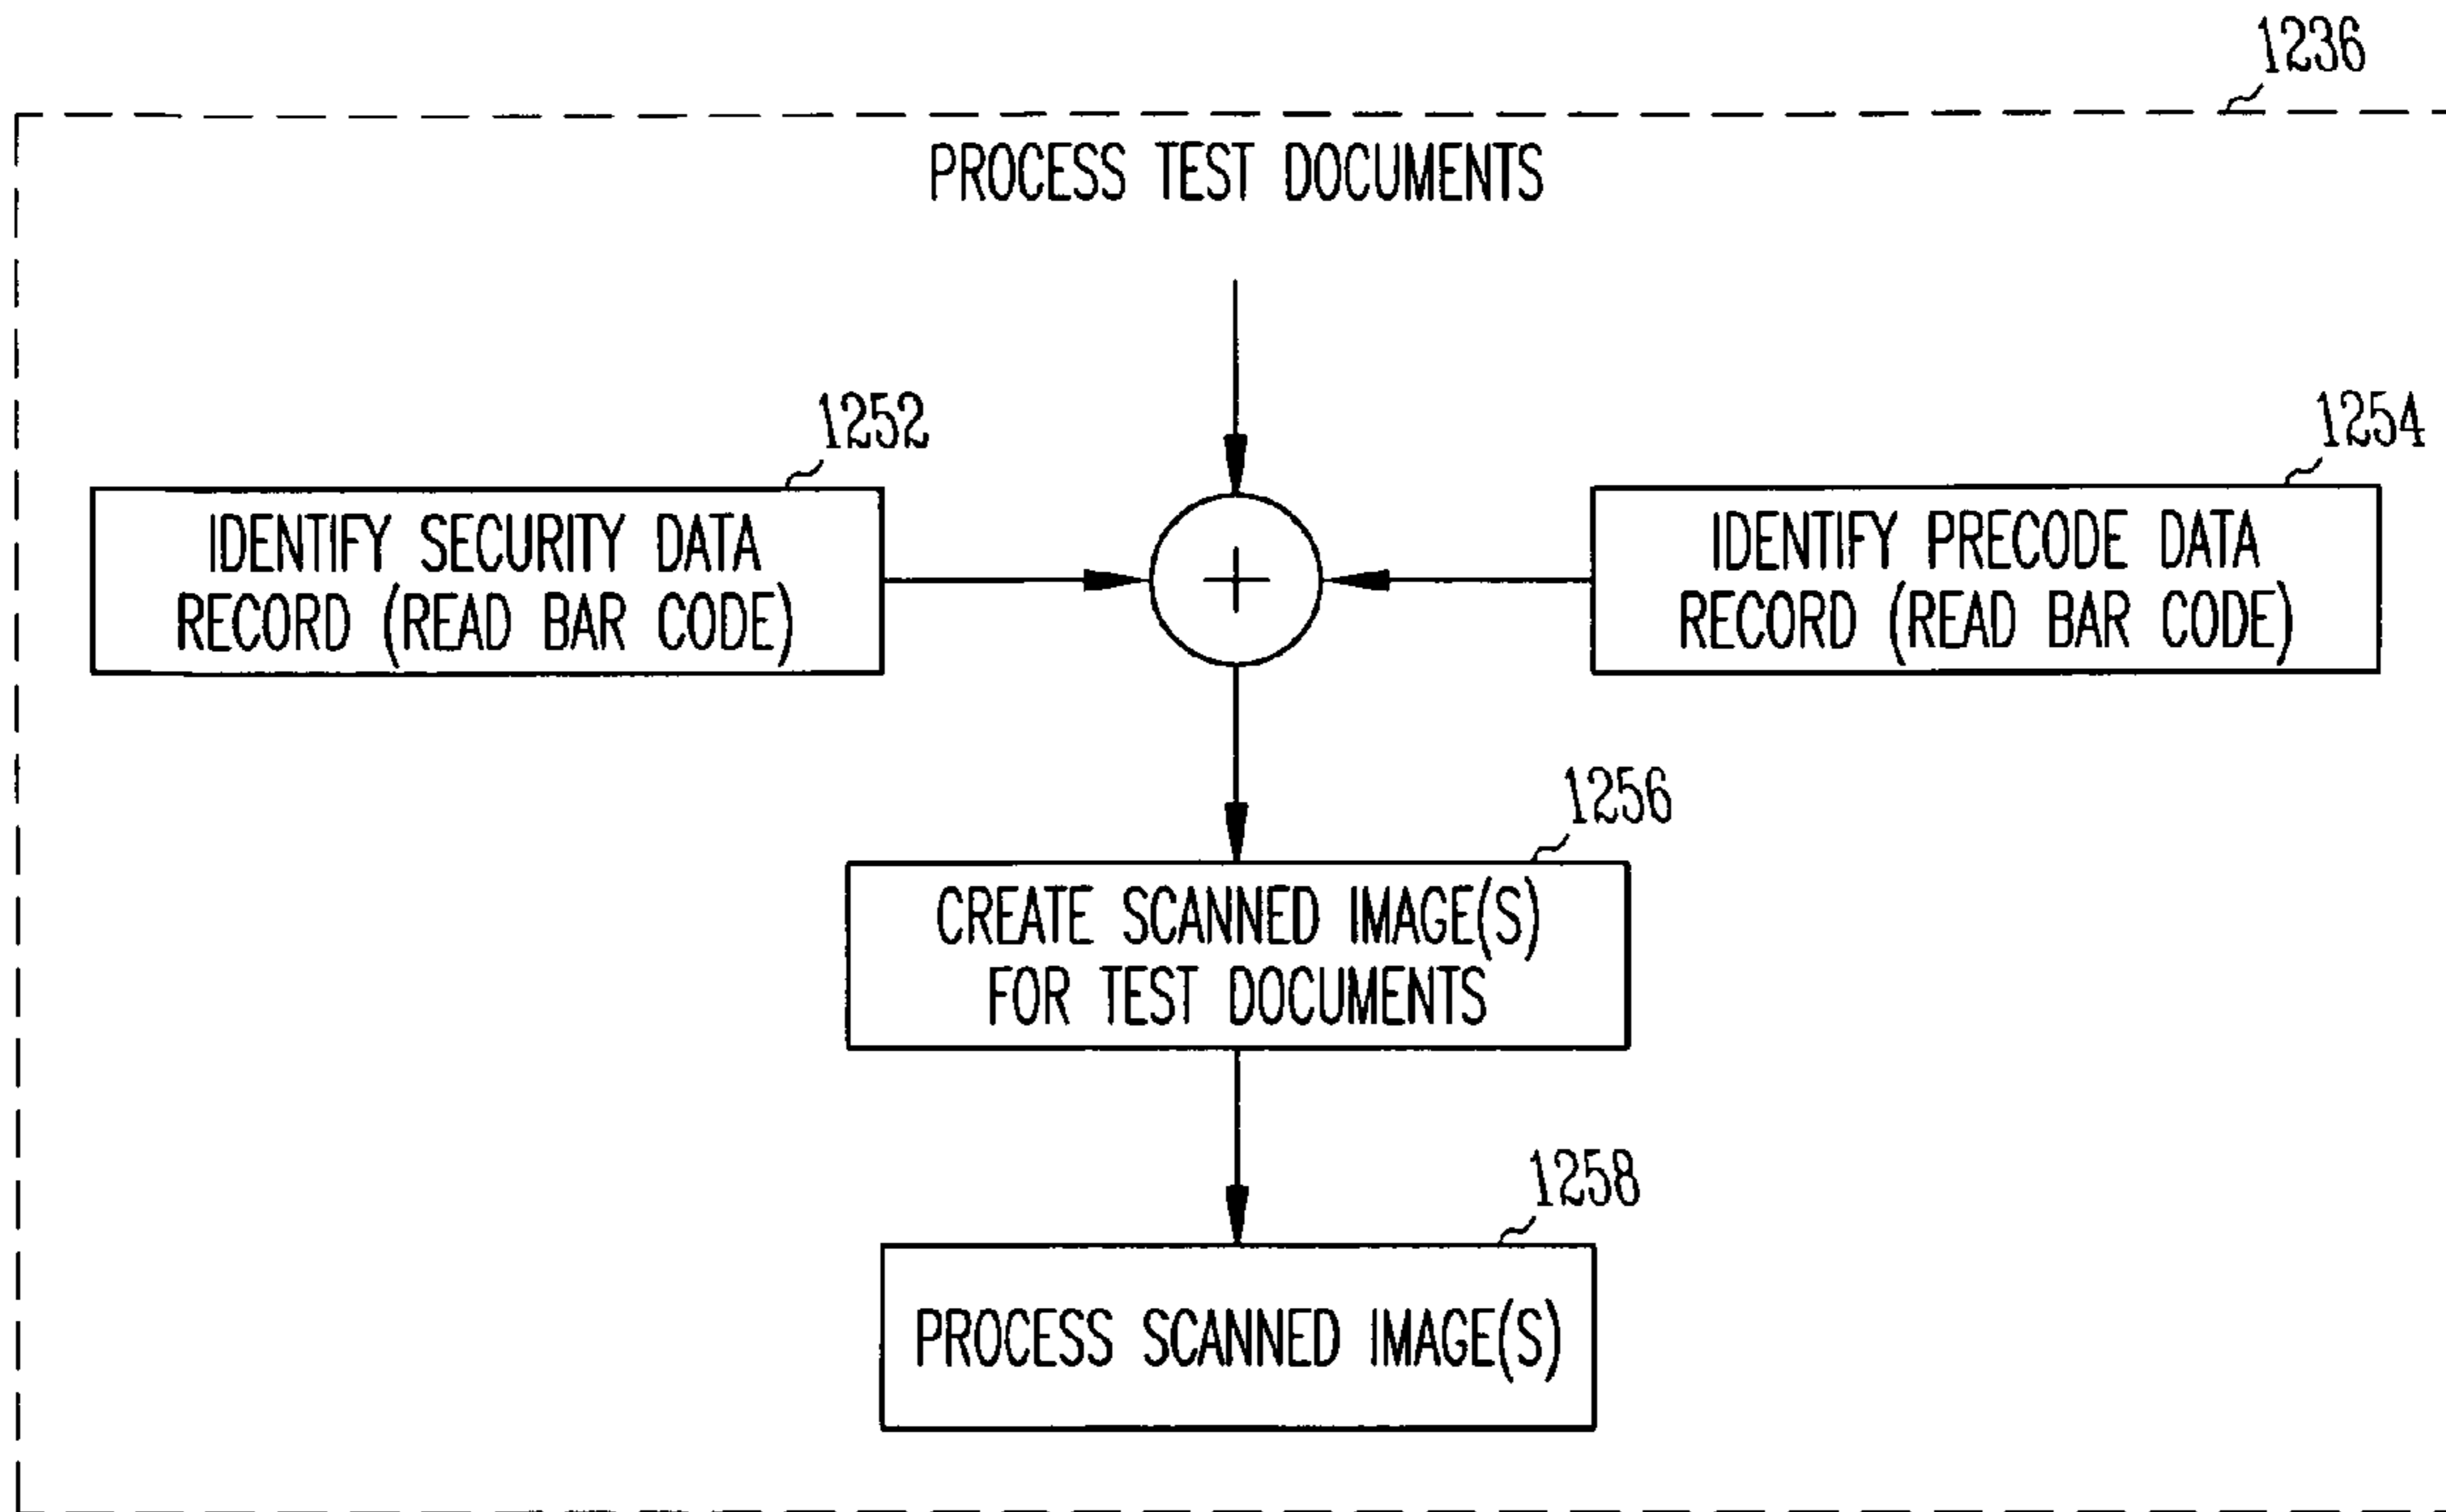 1236
PROCESS TEST DOCUMENTS
1252
1254
IDENTIFY SECURITY DATA
RECORD (READ BAR CODE)
IDENTIFY PRECODE DATA
RECORD (READ BAR CODE)
+
1256
CREATE SCANNED IMAGE(S)
FOR TEST DOCUMENTS
1258
PROCESS SCANNED IMAGE(S)